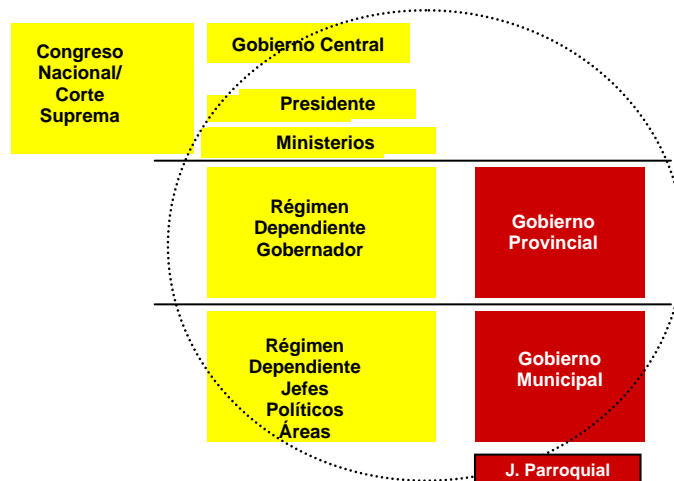 Congreso
Nacional/
Corte
Suprema
Gobierno Central
Presidente
Ministerios
Régimen
Dependiente
Gobernador
Gobierno
Provincial
Régimen
Dependiente
Jefes
Políticos
Áreas
Gobierno
Municipal
J. Parroquial